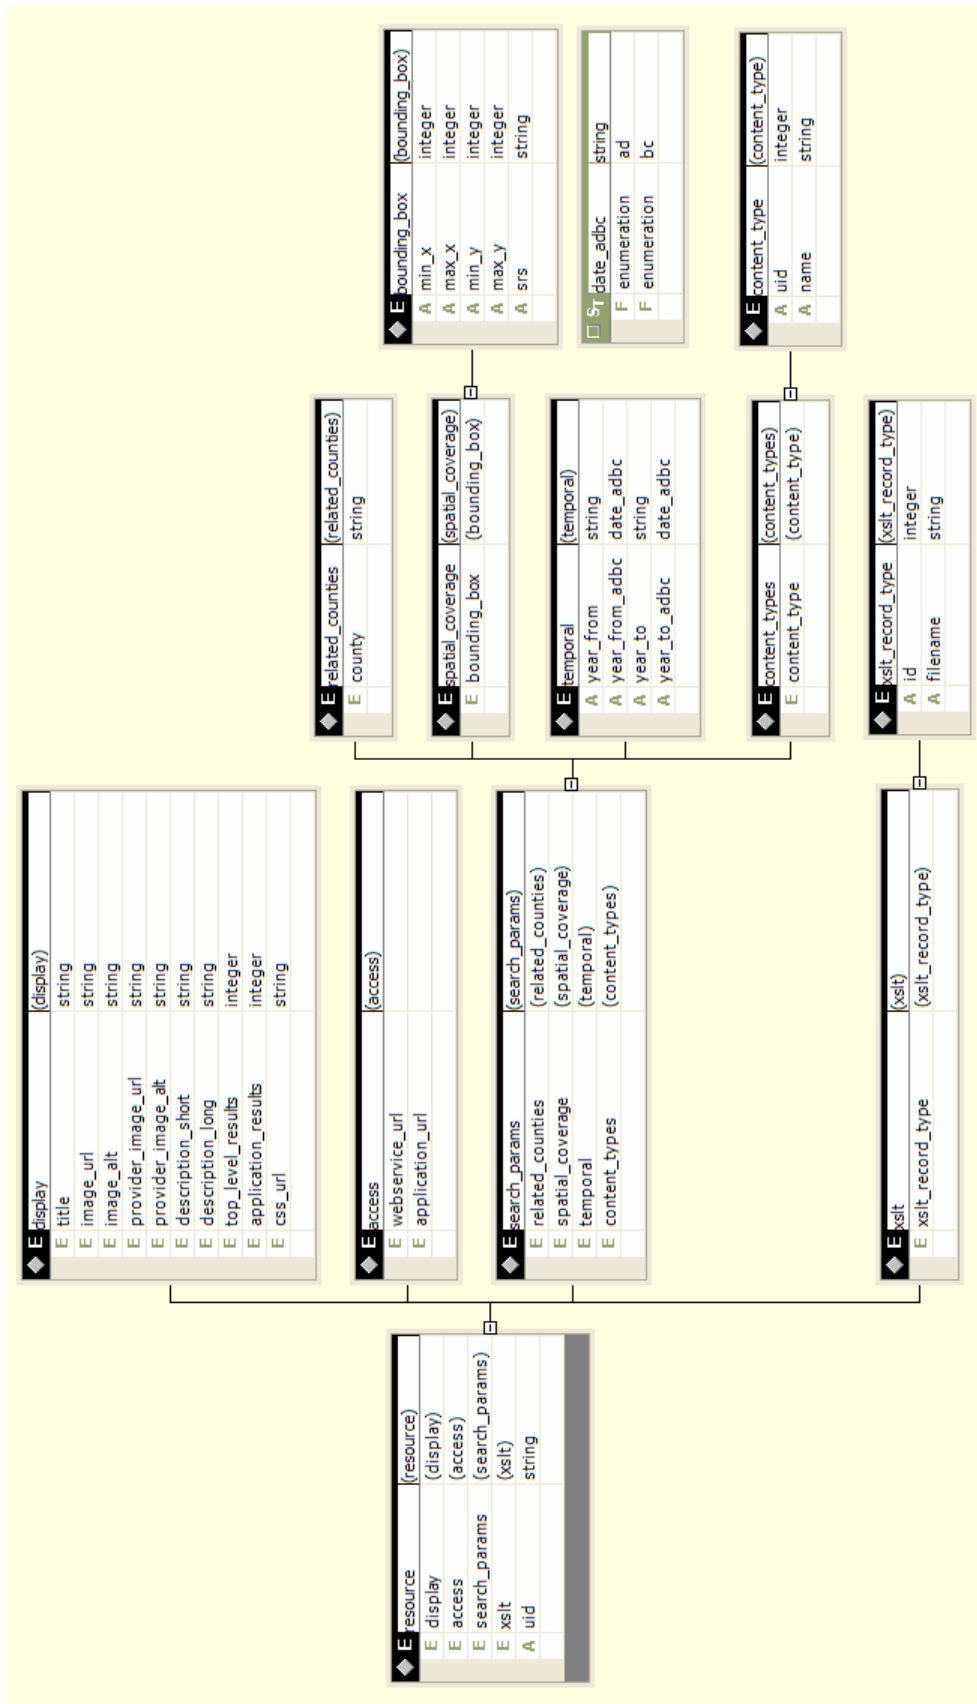 E resource (resource)
E display (display)
E access (access)
E search_params (search_params)
E xslt (xslt)
A uid string
E display (display)
E title string
E image_url string
E image_alt string
E provider_image_url string
E provider_image_alt string
E description_short string
E description_long string
E top_level_results integer
E application_results integer
E css_url string
E access (access)
E webservice_url
E application_url
E search_params (search_params)
E related_counties (related_counties)
E spatial_coverage (spatial_coverage)
E temporal (temporal)
E content_types (content_types)
E xslt (xslt)
E xslt_record_type (xslt_record_type)
E related_counties (related_counties)
E county string
E spatial_coverage (spatial_coverage)
E bounding_box (bounding_box)
E temporal (temporal)
A year_from string
A year_from_adbc date_adbc
A year_to string
A year_to_adbc date_adbc
E content_types (content_types)
E content_type (content_type)
E xslt_record_type (xslt_record_type)
A id integer
A filename string
E bounding_box (bounding_box)
A min_x integer
A max_x integer
A min_y integer
A max_y integer
A srs string
ST date_adbc string
F enumeration ad
F enumeration bc
E content_type (content_type)
A uid integer
A name string